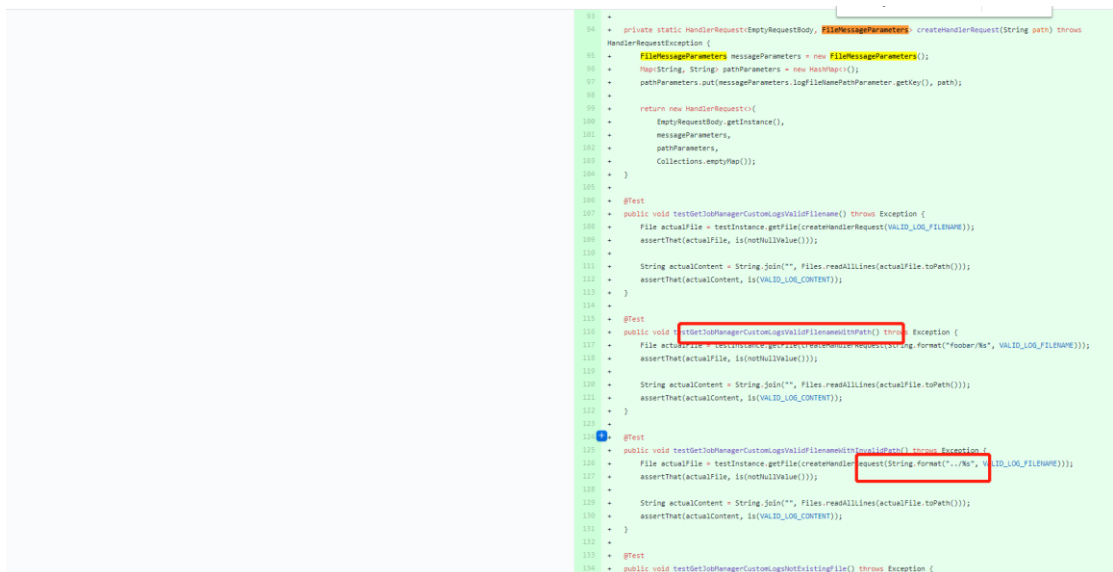 93 +
94 + private static HandlerRequest<EmptyRequestBody, FileMessageParameters> createHandlerRequest(String path) throws
HandlerRequestException {
95 + FileMessageParameters messageParameters = new FileMessageParameters();
96 + Map<String, String> pathParameters = new HashMap<>();
97 + pathParameters.put(messageParameters.logFileNamePathParameter.getKey(), path);
98 +
99 + return new HandlerRequest<>(
100 + EmptyRequestBody.getInstance(),
101 + messageParameters,
102 + pathParameters,
103 + Collections.emptyMap());
104 + }
105 +
106 + @Test
107 + public void testGetJobManagerCustomLogsValidFilename() throws Exception {
108 + File actualFile = testInstance.getFile(createHandlerRequest(VALID_LOG_FILENAME));
109 + assertThat(actualFile, is(notNullValue()));
110 +
111 + String actualContent = String.join("", Files.readAllLines(actualFile.toPath()));
112 + assertThat(actualContent, is(VALID_LOG_CONTENT));
113 + }
114 +
115 + @Test
116 + public void testGetJobManagerCustomLogsValidFilenameWithPath() throws Exception {
117 + File actualFile = testInstance.getFile(createHandlerRequest(String.format("foobar/%s", VALID_LOG_FILENAME)));
118 + assertThat(actualFile, is(notNullValue()));
119 +
120 + String actualContent = String.join("", Files.readAllLines(actualFile.toPath()));
121 + assertThat(actualContent, is(VALID_LOG_CONTENT));
122 + }
123 +
124 + @Test
125 + public void testGetJobManagerCustomLogsValidFilenameWithInvalidPath() throws Exception {
126 + File actualFile = testInstance.getFile(createHandlerRequest(String.format("../%s", VALID_LOG_FILENAME)));
127 + assertThat(actualFile, is(notNullValue()));
128 +
129 + String actualContent = String.join("", Files.readAllLines(actualFile.toPath()));
130 + assertThat(actualContent, is(VALID_LOG_CONTENT));
131 + }
132 +
133 + @Test
134 + public void testGetJobManagerCustomLogsNotExistingFile() throws Exception {